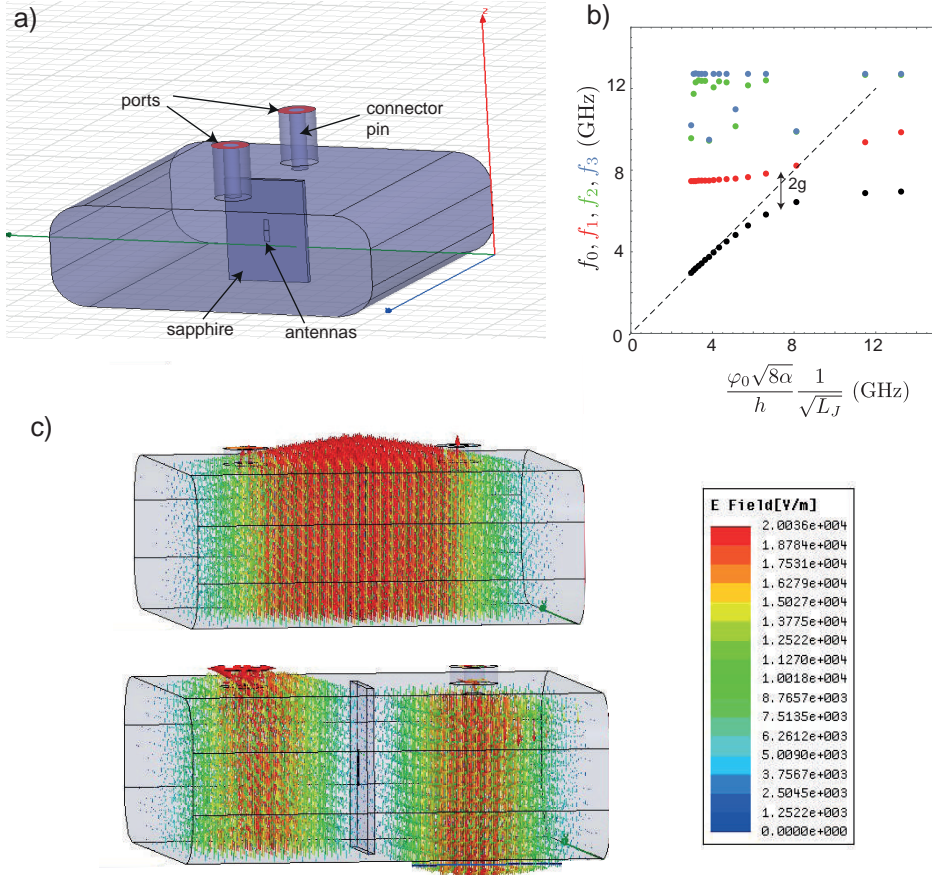 a)
z
ports
connector
pin
sapphire
antennas
b)
f₀, f₁, f₂, f₃ (GHz)
12
8
4
0
2g
0
4
8
12
φ₀√8α / h 1 / √L_J (GHz)
c)
E Field[V/m]
2.0036e+004
1.8784e+004
1.7531e+004
1.6279e+004
1.5027e+004
1.3775e+004
1.2522e+004
1.1270e+004
1.0018e+004
8.7657e+003
7.5135e+003
6.2612e+003
5.0090e+003
3.7567e+003
2.5045e+003
1.2522e+003
0.0000e+000